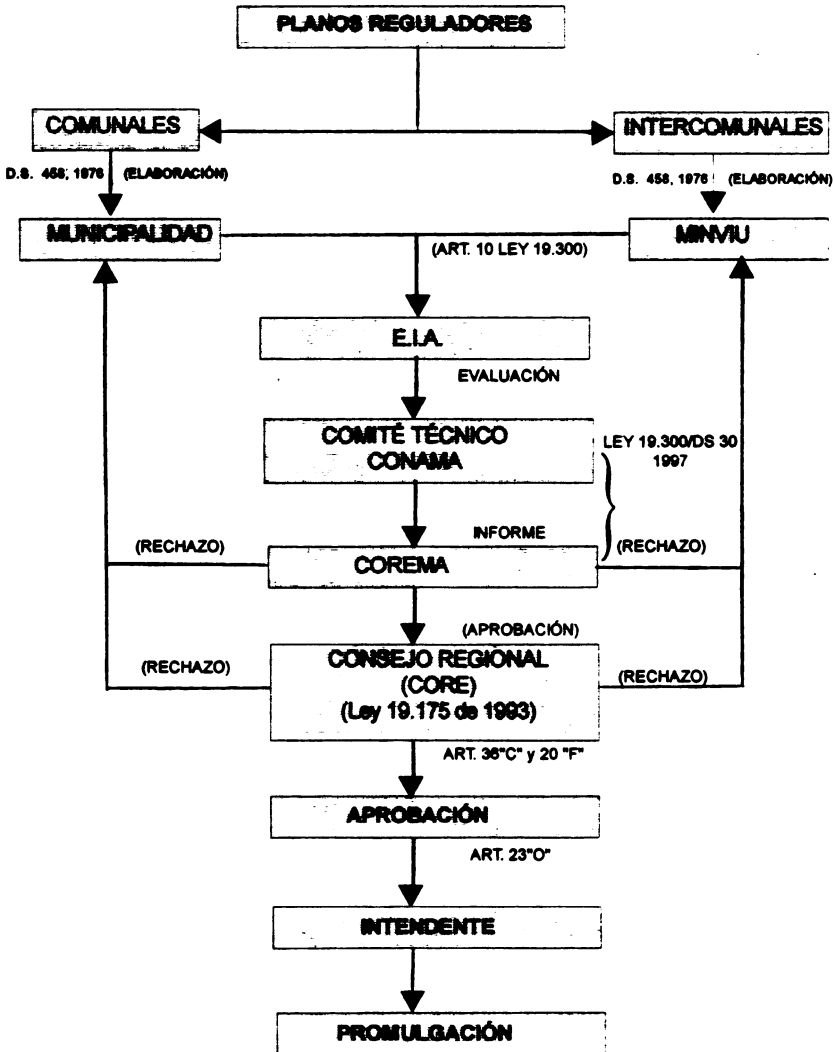 PLANOS REGULADORES
COMUNALES
INTERCOMUNALES
D.S. 458, 1976 (ELABORACIÓN)
D.S. 458, 1976 (ELABORACIÓN)
MUNICIPALIDAD
MINVIU
(ART. 10 LEY 19.300)
E.I.A.
EVALUACIÓN
COMITÉ TÉCNICO
CONAMA
LEY 19.300/DS 30
1997
INFORME
(RECHAZO)
(RECHAZO)
COREMA
(APROBACIÓN)
(RECHAZO)
CONSEJO REGIONAL
(CORE)
(Ley 19.175 de 1993)
(RECHAZO)
ART. 36"C" y 20 "F"
APROBACIÓN
ART. 23"O"
INTENDENTE
PROMULGACIÓN